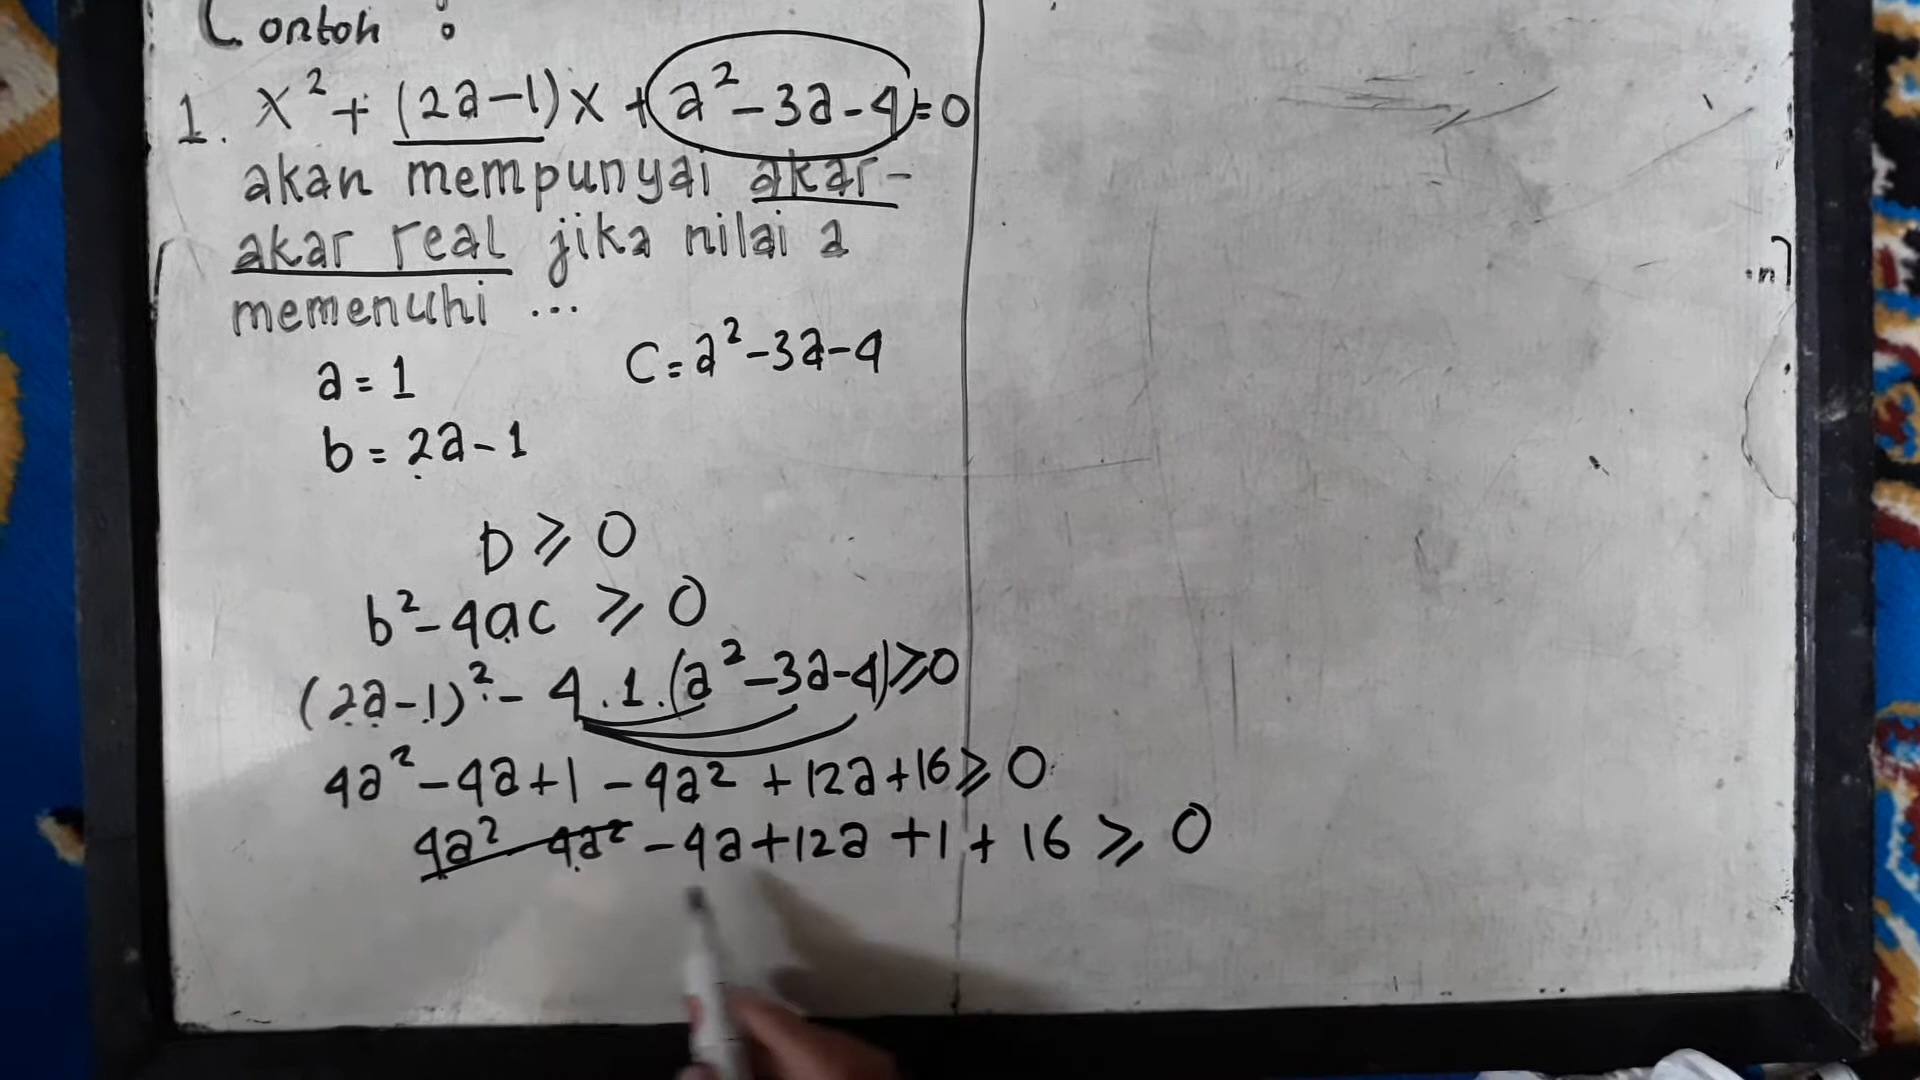 Contoh :
1. x² + (2a-1)x + a² - 3a - 4 = 0
akan mempunyai akar-
akar real jika nilai a
memenuhi ...
a = 1
c = a² - 3a - 4
b = 2a - 1
D ⩾ 0
b² - 4ac ⩾ 0
(2a-1)² - 4 . 1 . (a² - 3a - 4) ⩾ 0
4a² - 4a + 1 - 4a² + 12a + 16 ⩾ 0
4a² - 4a² - 4a + 12a + 1 + 16 ⩾ 0